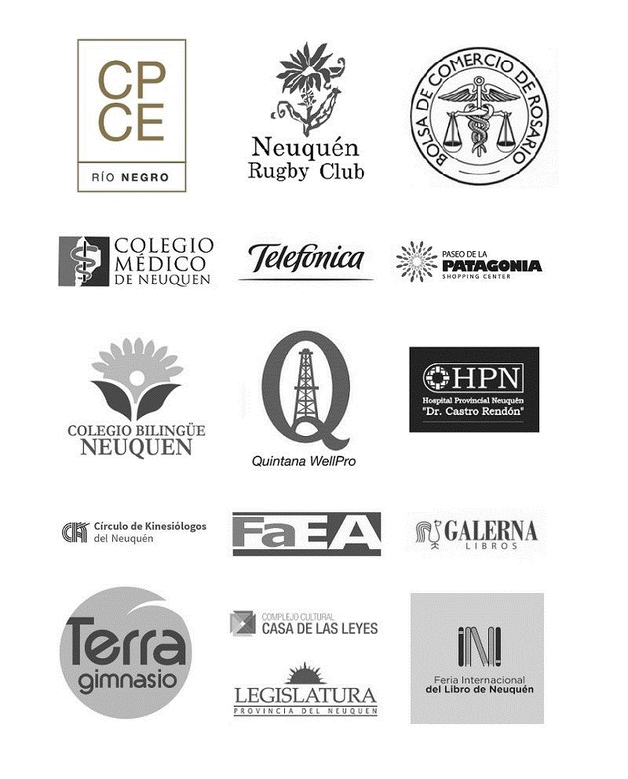 CP
CE
RÍO NEGRO
Neuquén
Rugby Club
BOLSA DE COMERCIO DE ROSARIO
COLEGIO
MÉDICO
DE NEUQUEN
Telefónica
PASEO DE LA
PATAGONIA
SHOPPING CENTER
COLEGIO BILINGÜE
NEUQUEN
Q
Quintana WellPro
HPN
Hospital Provincial Neuquén
"Dr. Castro Rendón"
CKN
Círculo de Kinesiólogos
del Neuquén
FaEA
GALERNA
LIBROS
Terra
gimnasio
COMPLEJO CULTURAL
CASA DE LAS LEYES
LEGISLATURA
PROVINCIA DEL NEUQUEN
¡N!
Feria Internacional
del Libro de Neuquén